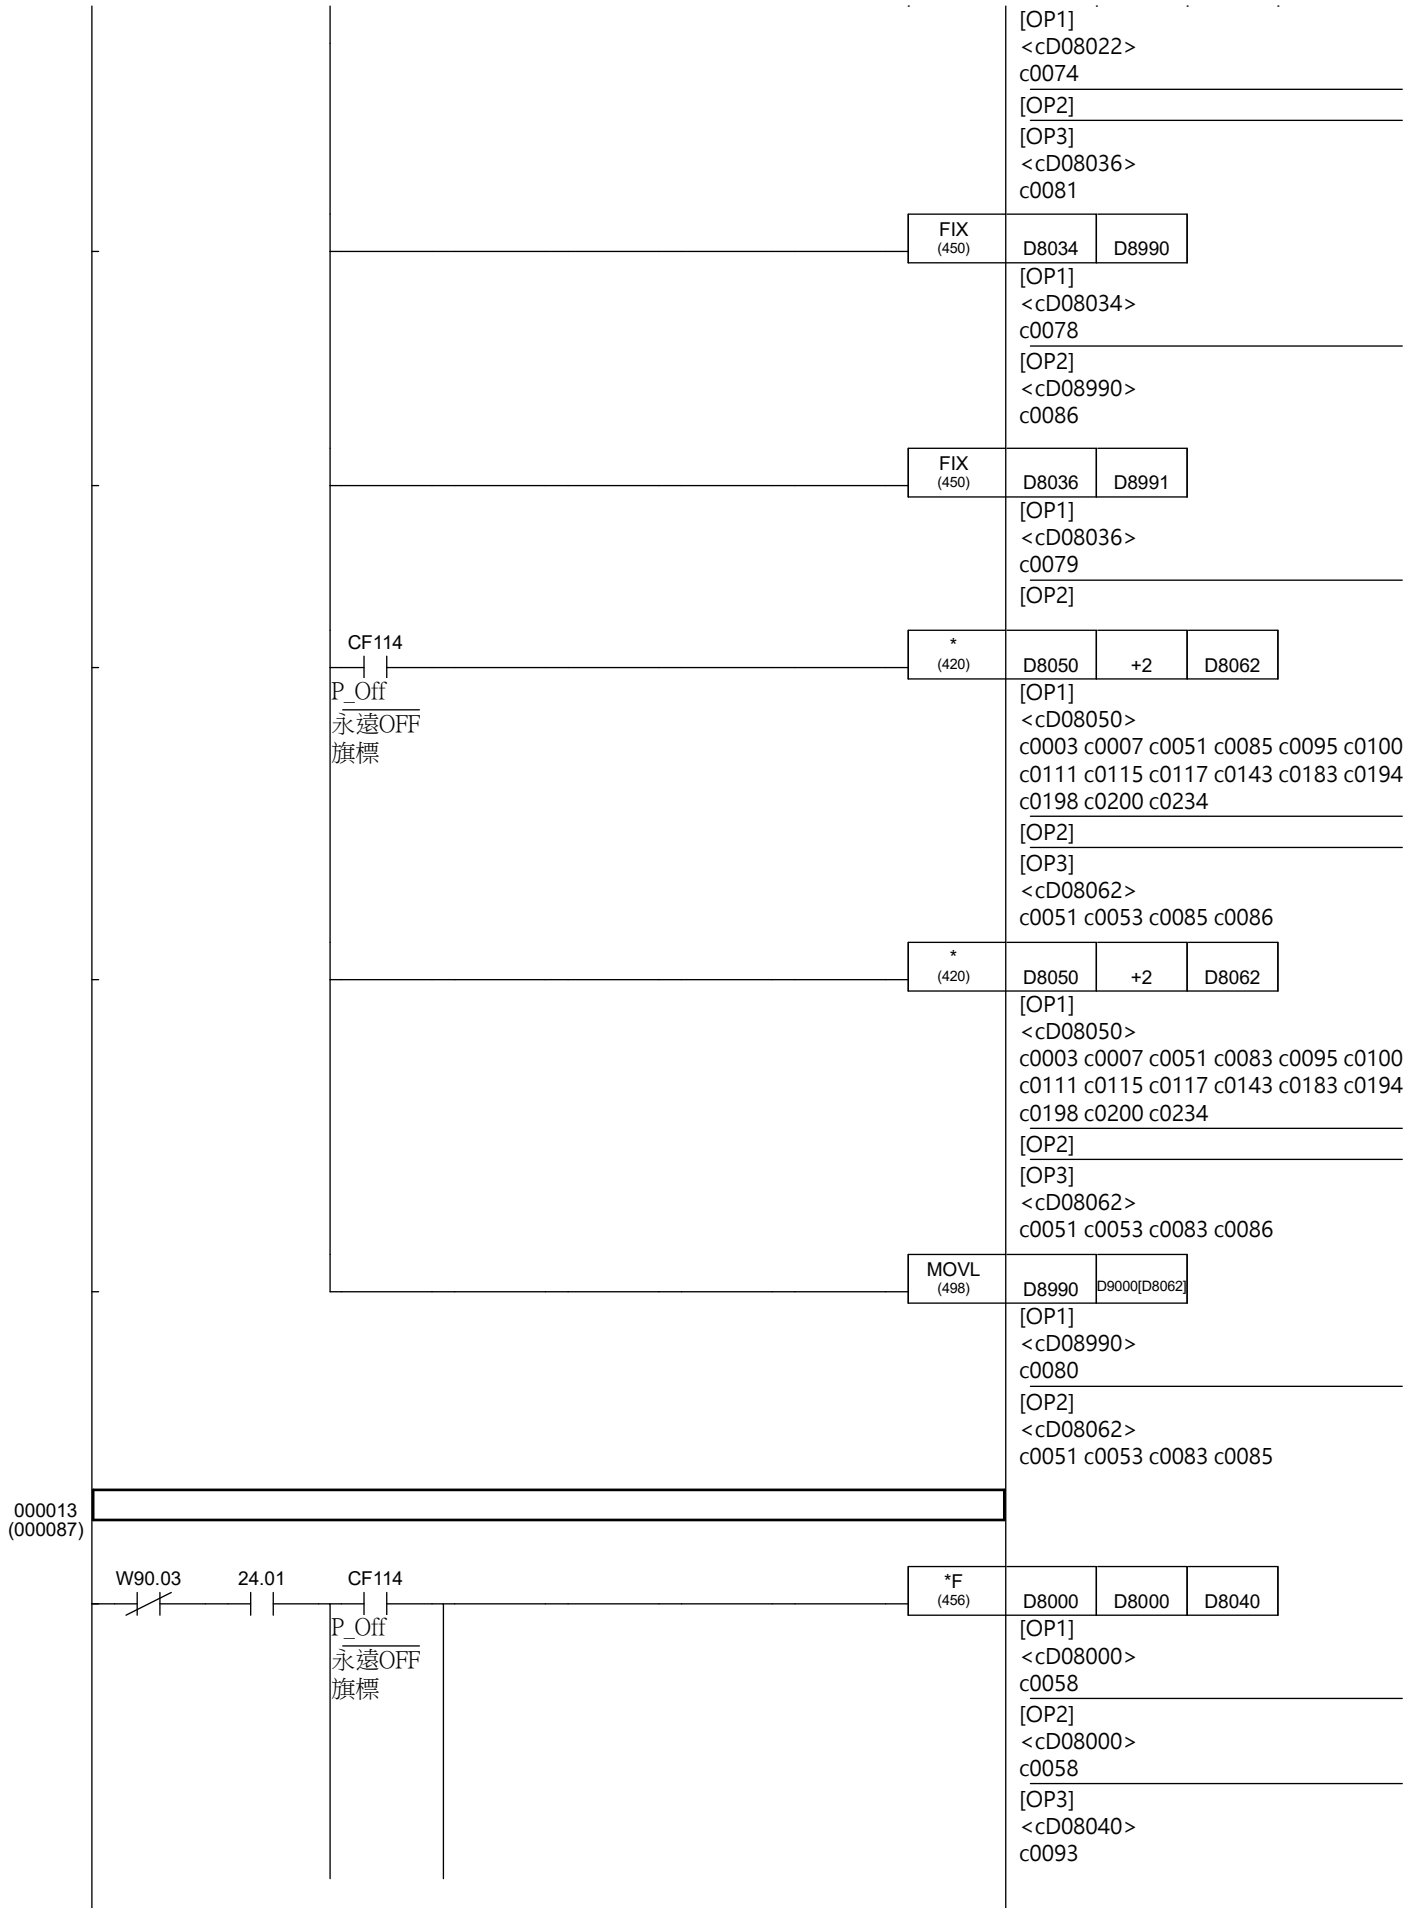 [OP1]
<cD08022>
c0074
[OP2]
[OP3]
<cD08036>
c0081
FIX
(450) D8034 D8990
[OP1]
<cD08034>
c0078
[OP2]
<cD08990>
c0086
FIX
(450) D8036 D8991
[OP1]
<cD08036>
c0079
[OP2]
CF114
P_Off
永遠OFF
旗標
*
(420) D8050 +2 D8062
[OP1]
<cD08050>
c0003 c0007 c0051 c0085 c0095 c0100
c0111 c0115 c0117 c0143 c0183 c0194
c0198 c0200 c0234
[OP2]
[OP3]
<cD08062>
c0051 c0053 c0085 c0086
*
(420) D8050 +2 D8062
[OP1]
<cD08050>
c0003 c0007 c0051 c0083 c0095 c0100
c0111 c0115 c0117 c0143 c0183 c0194
c0198 c0200 c0234
[OP2]
[OP3]
<cD08062>
c0051 c0053 c0083 c0086
MOVL
(498) D8990 D9000[D8062]
[OP1]
<cD08990>
c0080
[OP2]
<cD08062>
c0051 c0053 c0083 c0085
000013
(000087)
W90.03 24.01 CF114
P_Off
永遠OFF
旗標
*F
(456) D8000 D8000 D8040
[OP1]
<cD08000>
c0058
[OP2]
<cD08000>
c0058
[OP3]
<cD08040>
c0093